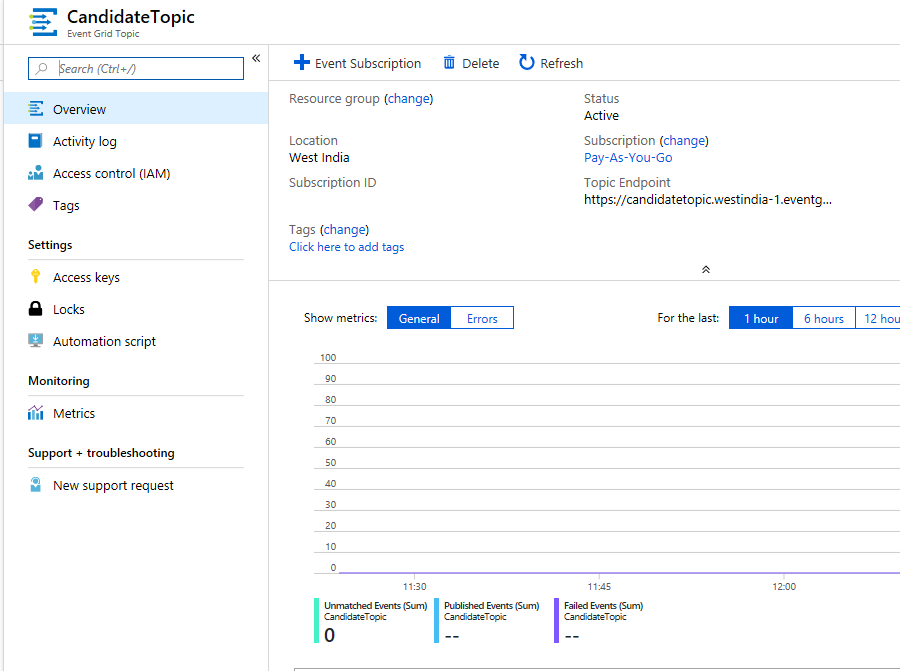 CandidateTopic
Event Grid Topic
Search (Ctrl+/)
«
Overview
Activity log
Access control (IAM)
Tags
Settings
Access keys
Locks
Automation script
Monitoring
Metrics
Support + troubleshooting
New support request
Event Subscription Delete Refresh
Resource group (change)
Status
Active
Location
West India
Subscription (change)
Pay-As-You-Go
Subscription ID
Topic Endpoint
https://candidatetopic.westindia-1.eventg...
Tags (change)
Click here to add tags
Show metrics: General Errors For the last: 1 hour 6 hours 12 hou
100
90
80
70
60
50
40
30
20
10
0
11:30 11:45 12:00
Unmatched Events (Sum)
CandidateTopic
0
Published Events (Sum)
CandidateTopic
--
Failed Events (Sum)
CandidateTopic
--